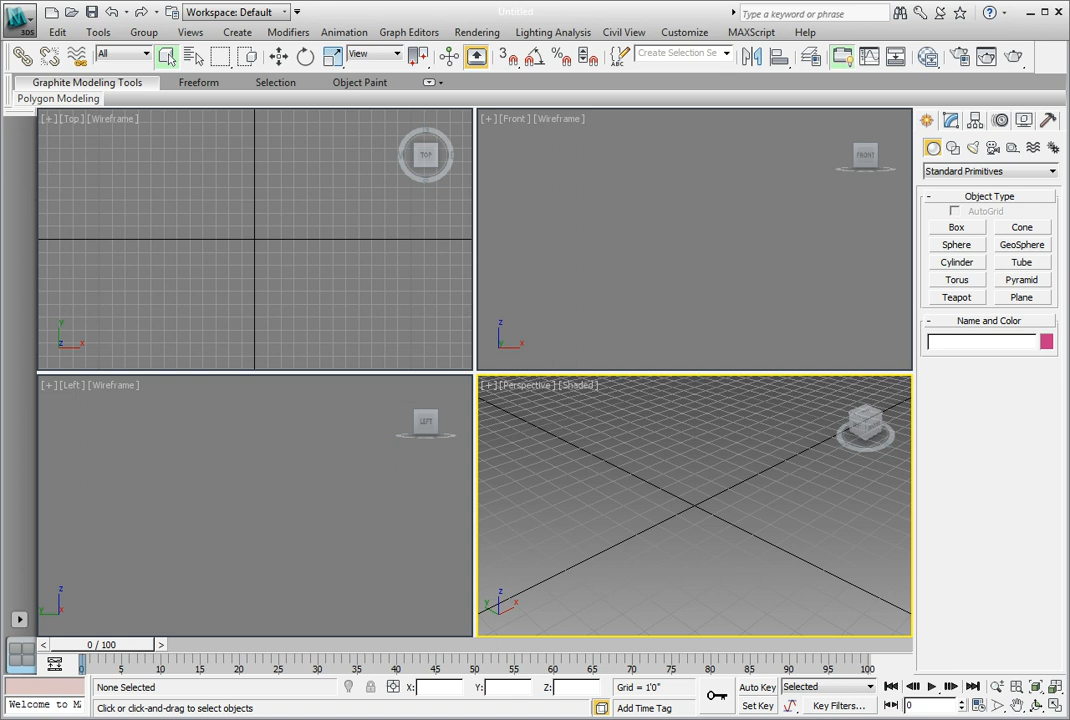 Workspace: Default
Untitled
Type a keyword or phrase
3DS
Edit Tools Group Views Create Modifiers Animation Graph Editors Rendering Lighting Analysis Civil View Customize MAXScript Help
All
View
3
Create Selection Se
Graphite Modeling Tools Freeform Selection Object Paint
Polygon Modeling
[+] [Top] [Wireframe]
TOP
y
z x
[+] [Front] [Wireframe]
FRONT
z
y x
[+] [Left] [Wireframe]
LEFT
z
y x
[+] [Perspective] [Shaded]
z
y x
Standard Primitives
- Object Type
AutoGrid
Box Cone
Sphere GeoSphere
Cylinder Tube
Torus Pyramid
Teapot Plane
- Name and Color
< 0 / 100 >
0 5 10 15 20 25 30 35 40 45 50 55 60 65 70 75 80 85 90 95 100
None Selected
X: Y: Z:
Grid = 1'0"
Auto Key Selected
Welcome to M
Click or click-and-drag to select objects
Add Time Tag
Set Key Key Filters...
0